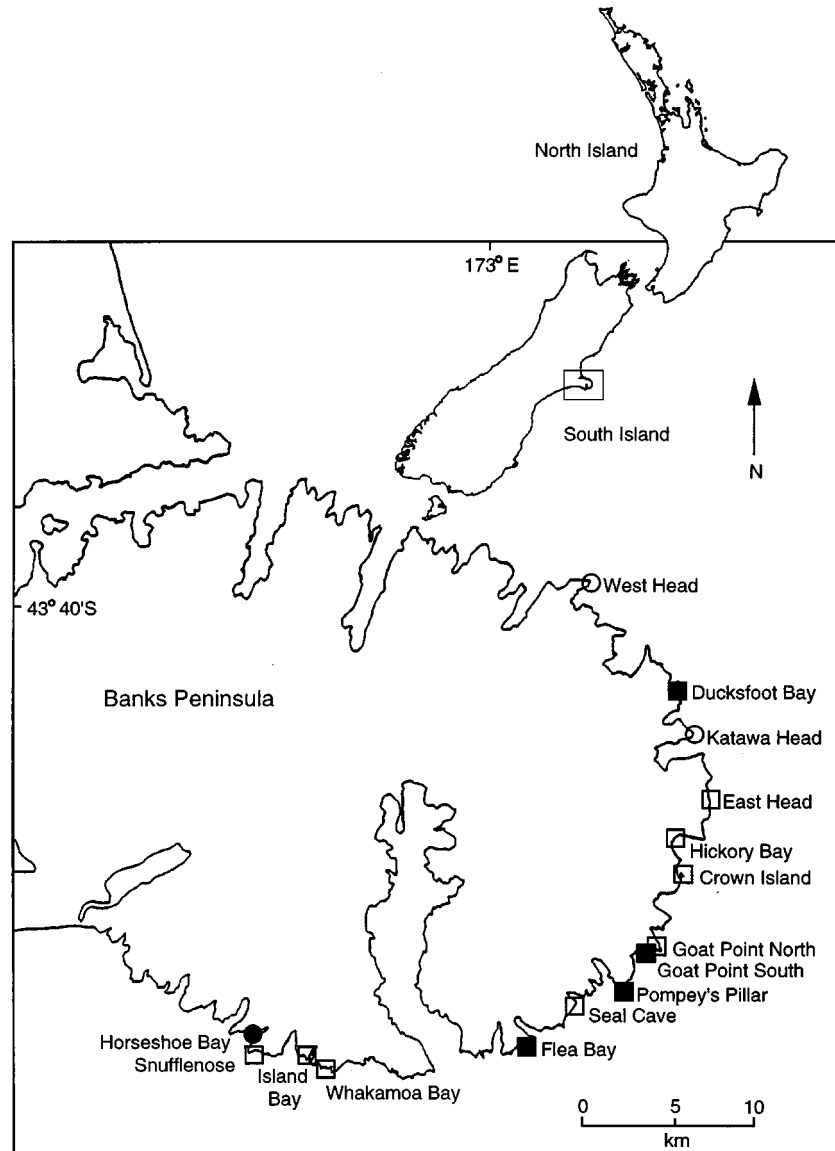 North Island
173° E
South Island
N
West Head
43° 40'S
Ducksfoot Bay
Banks Peninsula
Katawa Head
East Head
Hickory Bay
Crown Island
Goat Point North
Goat Point South
Pompey's Pillar
Seal Cave
Horseshoe Bay
Flea Bay
Snufflenose
Island
Bay
Whakamoa Bay
0 5 10
km